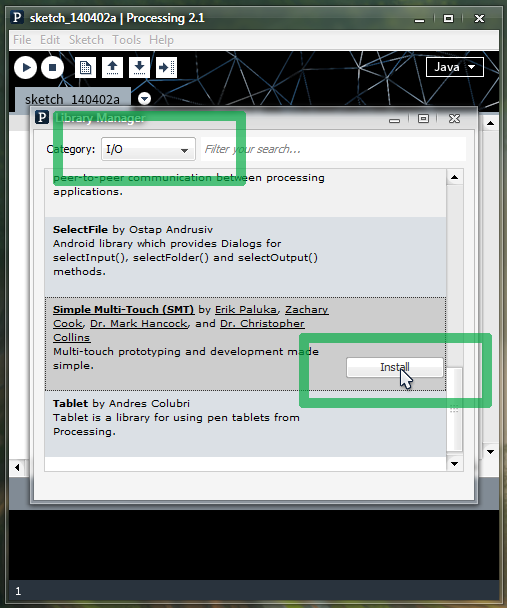 P sketch_140402a | Processing 2.1
File Edit Sketch Tools Help
Java
sketch_140402a
P Library Manager
Category: I/O Filter your search...
peer-to-peer communication between processing
applications.
SelectFile by Ostap Andrusiv
Android library which provides Dialogs for
selectInput(), selectFolder() and selectOutput()
methods.
Simple Multi-Touch (SMT) by Erik Paluka, Zachary
Cook, Dr. Mark Hancock, and Dr. Christopher
Collins
Multi-touch prototyping and development made
simple.
Install
Tablet by Andres Colubri
Tablet is a library for using pen tablets from
Processing.
1